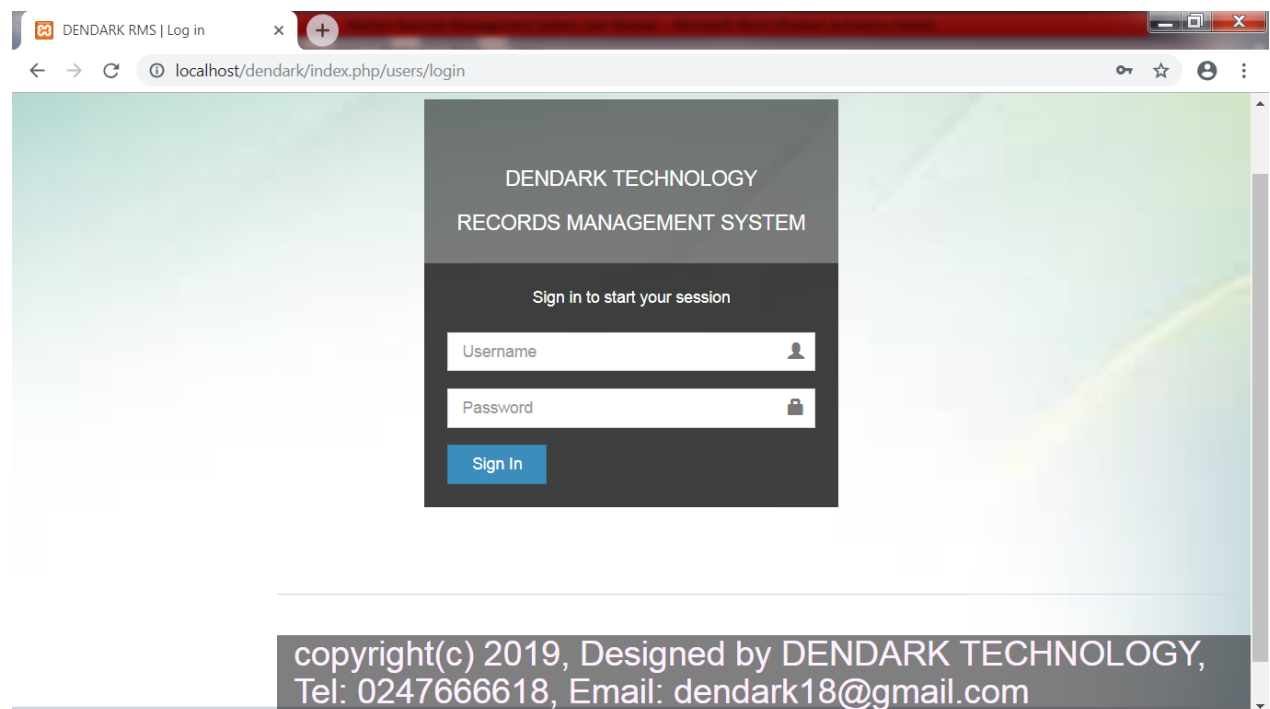 DENDARK RMS | Log in
localhost/dendark/index.php/users/login
DENDARK TECHNOLOGY
RECORDS MANAGEMENT SYSTEM
Sign in to start your session
Username
Password
Sign In
copyright(c) 2019, Designed by DENDARK TECHNOLOGY,
Tel: 0247666618, Email: dendark18@gmail.com